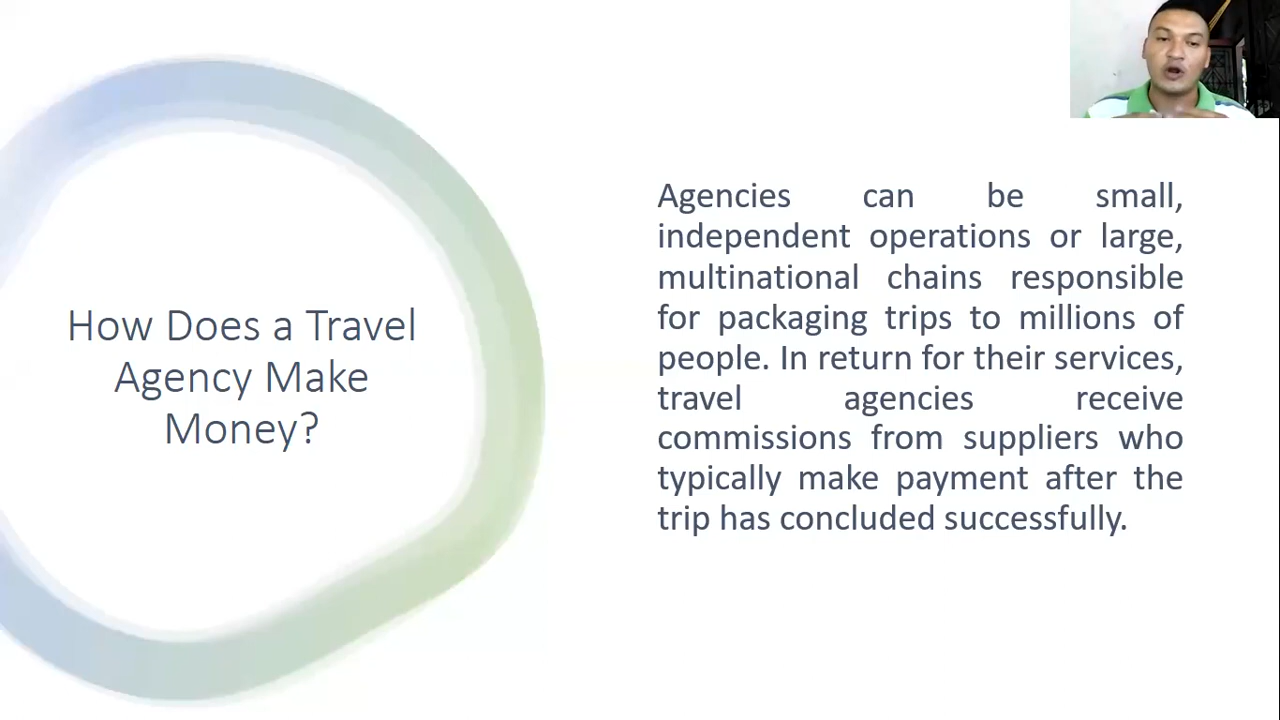 How Does a Travel
Agency Make
Money?
Agencies can be small,
independent operations or large,
multinational chains responsible
for packaging trips to millions of
people. In return for their services,
travel agencies receive
commissions from suppliers who
typically make payment after the
trip has concluded successfully.